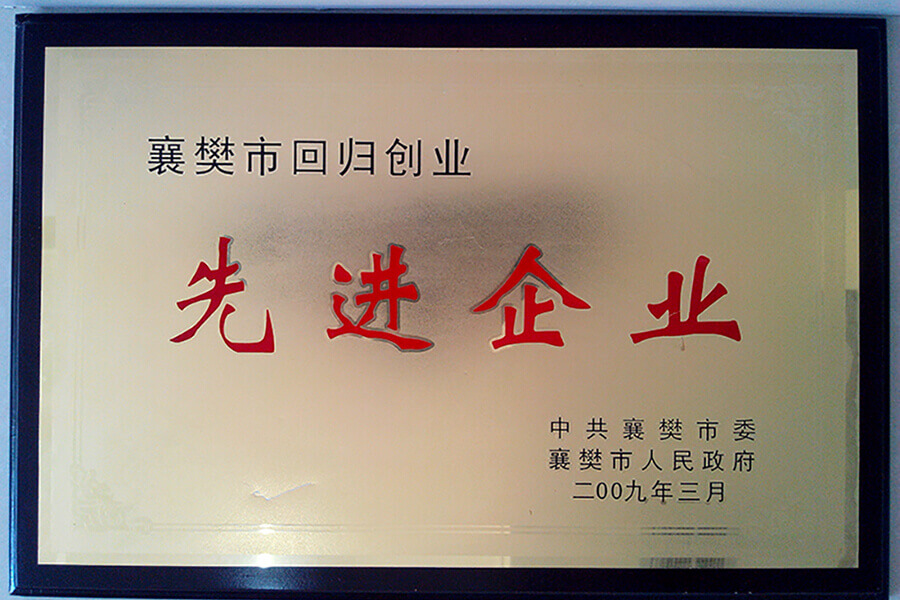 襄樊市回归创业
先进企业
中共襄樊市委
襄樊市人民政府
二00九年三月